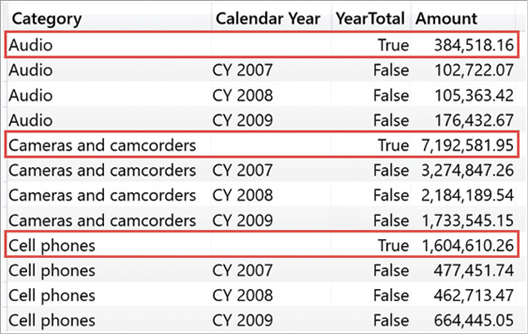 Category Calendar Year YearTotal Amount
Audio True 384,518.16
Audio CY 2007 False 102,722.07
Audio CY 2008 False 105,363.42
Audio CY 2009 False 176,432.67
Cameras and camcorders True 7,192,581.95
Cameras and camcorders CY 2007 False 3,274,847.26
Cameras and camcorders CY 2008 False 2,184,189.54
Cameras and camcorders CY 2009 False 1,733,545.15
Cell phones True 1,604,610.26
Cell phones CY 2007 False 477,451.74
Cell phones CY 2008 False 462,713.47
Cell phones CY 2009 False 664,445.05